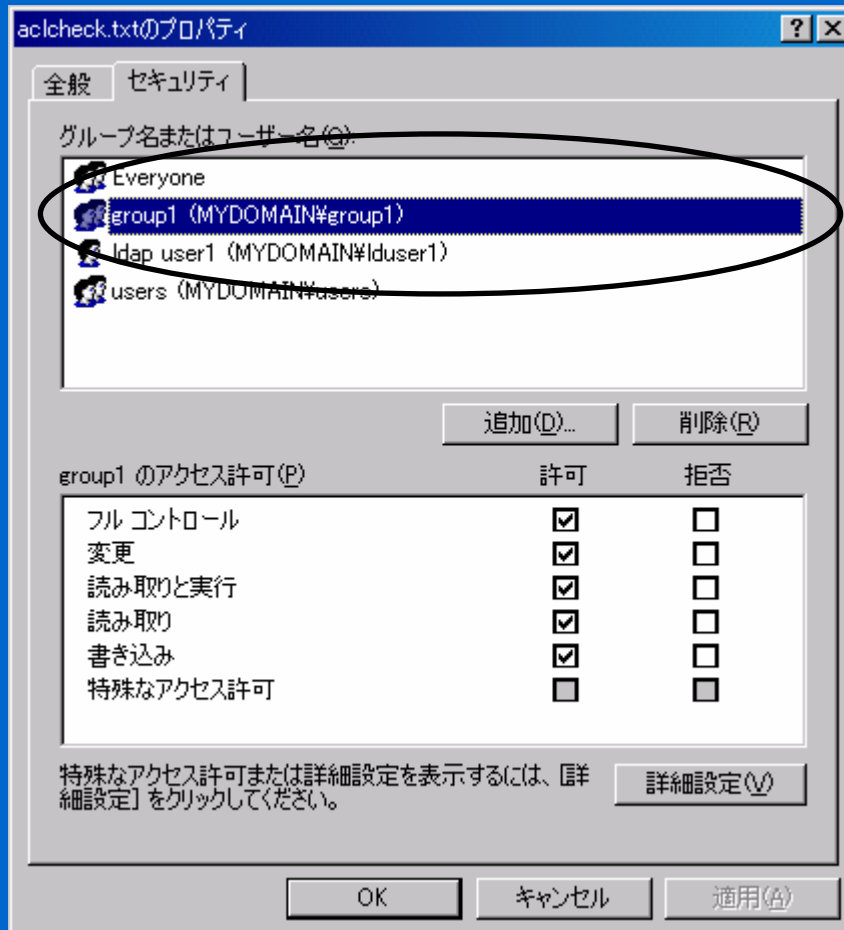 aclcheck.txtのプロパティ
全般 セキュリティ
グループ名またはユーザー名(G):
Everyone
group1 (MYDOMAIN¥group1)
ldap user1 (MYDOMAIN¥lduser1)
users (MYDOMAIN¥users)
追加(D)... 削除(R)
group1 のアクセス許可(P) 許可 拒否
フル コントロール
変更
読み取りと実行
読み取り
書き込み
特殊なアクセス許可
特殊なアクセス許可または詳細設定を表示するには、[詳
細設定] をクリックしてください。
詳細設定(V)
OK キャンセル 適用(A)